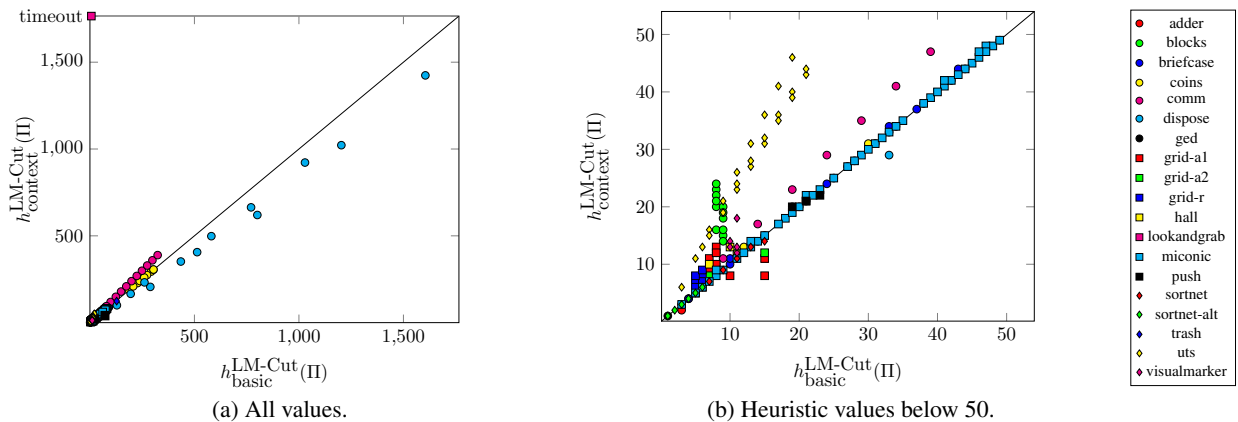 timeout
1,500
1,000
500
500
1,000
1,500
h^LM-Cut_context(Π)
h^LM-Cut_basic(Π)
(a) All values.
50
40
30
20
10
10
20
30
40
50
h^LM-Cut_context(Π)
h^LM-Cut_basic(Π)
(b) Heuristic values below 50.
adder
blocks
briefcase
coins
comm
dispose
ged
grid-a1
grid-a2
grid-r
hall
lookandgrab
miconic
push
sortnet
sortnet-alt
trash
uts
visualmarker